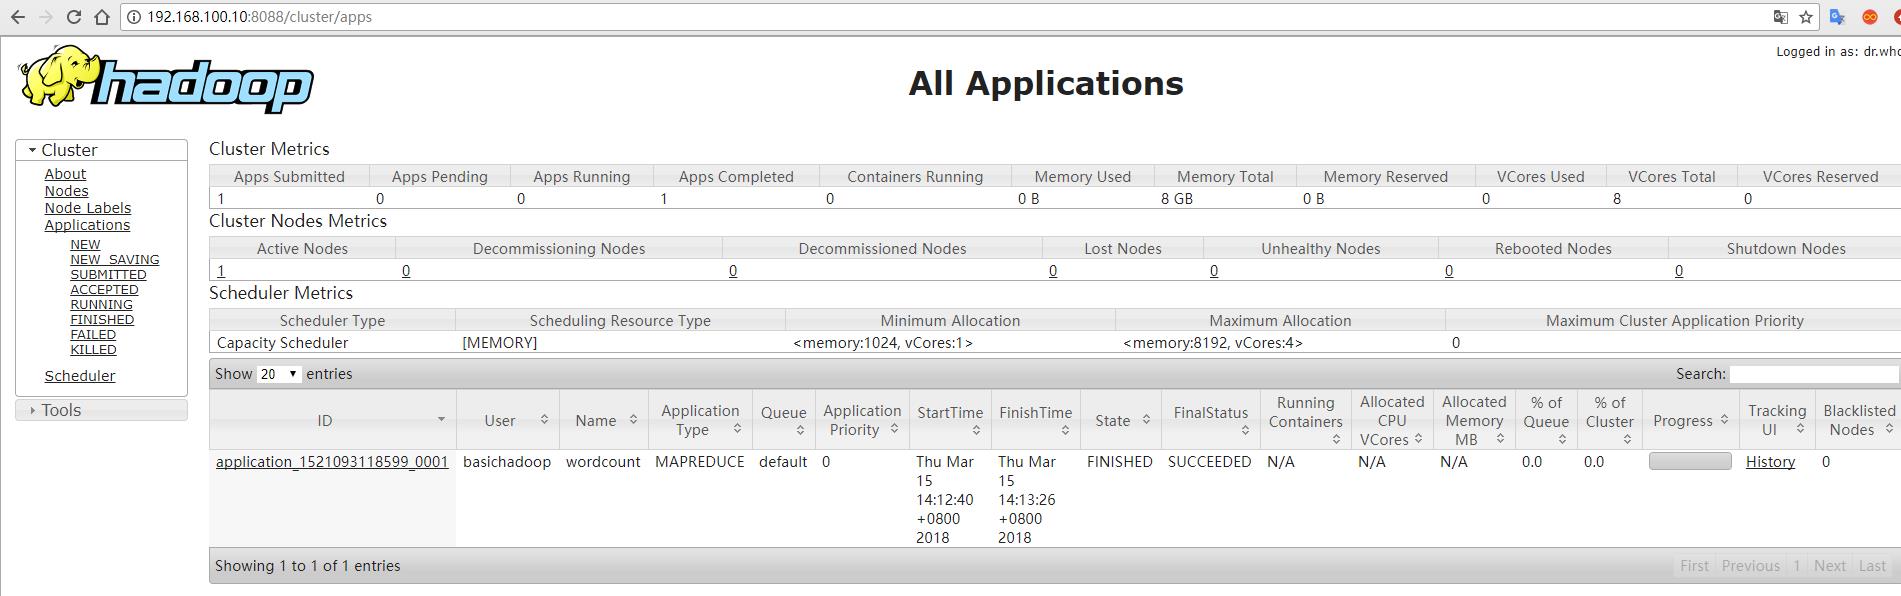 192.168.100.10:8088/cluster/apps
Logged in as: dr.who
hadoop
All Applications
Cluster
About
Nodes
Node Labels
Applications
NEW
NEW_SAVING
SUBMITTED
ACCEPTED
RUNNING
FINISHED
FAILED
KILLED
Scheduler
Tools
Cluster Metrics
Apps Submitted Apps Pending Apps Running Apps Completed Containers Running Memory Used Memory Total Memory Reserved VCores Used VCores Total VCores Reserved
1 0 0 1 0 0 B 8 GB 0 B 0 8 0
Cluster Nodes Metrics
Active Nodes Decommissioning Nodes Decommissioned Nodes Lost Nodes Unhealthy Nodes Rebooted Nodes Shutdown Nodes
1 0 0 0 0 0 0
Scheduler Metrics
Scheduler Type Scheduling Resource Type Minimum Allocation Maximum Allocation Maximum Cluster Application Priority
Capacity Scheduler [MEMORY] <memory:1024, vCores:1> <memory:8192, vCores:4> 0
Show 20 entries Search:
ID User Name Application Type Queue Application Priority StartTime FinishTime State FinalStatus Running Containers Allocated CPU VCores Allocated Memory MB % of Queue % of Cluster Progress Tracking UI Blacklisted Nodes
application_1521093118599_0001 basichadoop wordcount MAPREDUCE default 0 Thu Mar 15 14:12:40 +0800 2018 Thu Mar 15 14:13:26 +0800 2018 FINISHED SUCCEEDED N/A N/A N/A 0.0 0.0 History 0
Showing 1 to 1 of 1 entries First Previous 1 Next Last